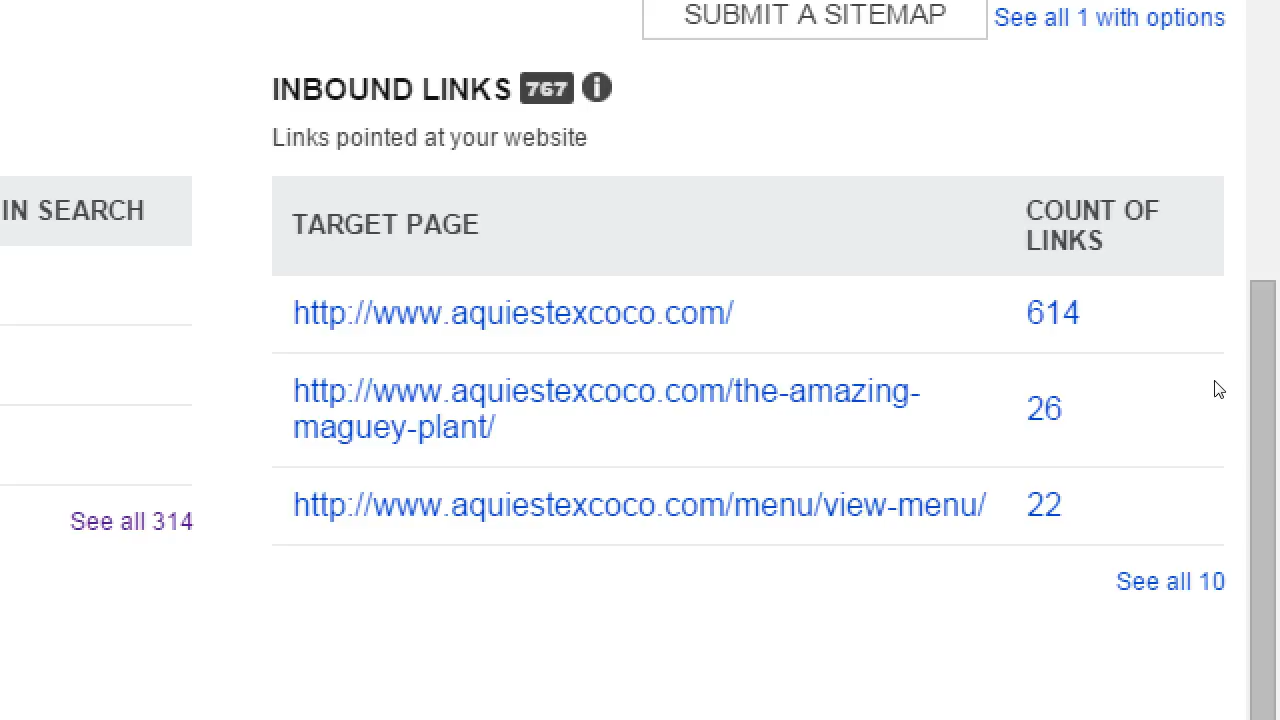 SUBMIT A SITEMAP
See all 1 with options
INBOUND LINKS 767 i
Links pointed at your website
IN SEARCH
TARGET PAGE
COUNT OF
LINKS
http://www.aquiestexcoco.com/
614
http://www.aquiestexcoco.com/the-amazing-
maguey-plant/
26
http://www.aquiestexcoco.com/menu/view-menu/
22
See all 314
See all 10